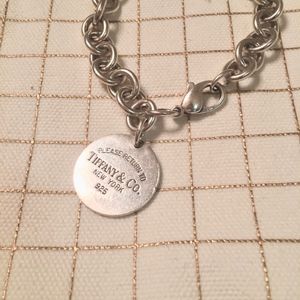 PLEASE RETURN TO
TIFFANY & CO.
NEW YORK
925